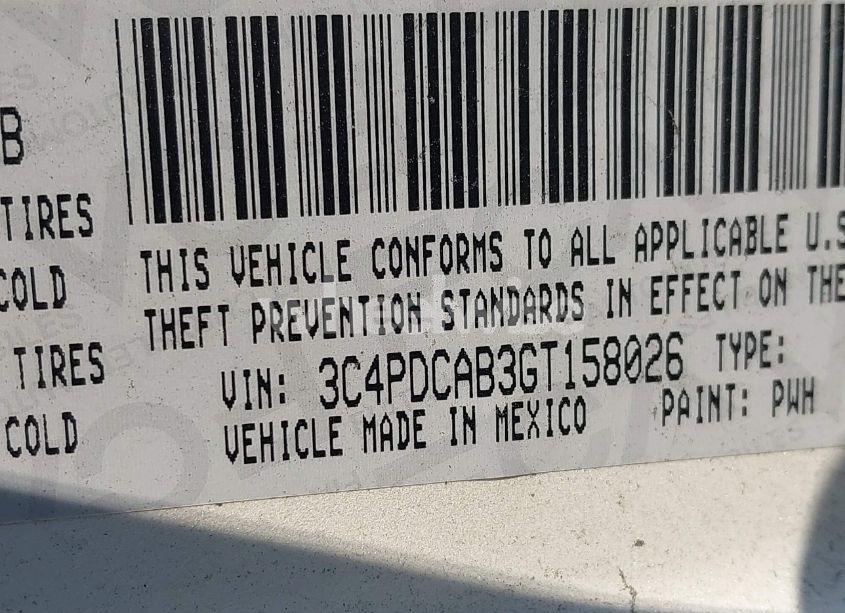 B
TIRES
COLD
TIRES
COLD
THIS VEHICLE CONFORMS TO ALL APPLICABLE U.S
THEFT PREVENTION STANDARDS IN EFFECT ON THE
VIN: 3C4PDCAB3GT158026 TYPE:
VEHICLE MADE IN MEXICO PAINT: PWH